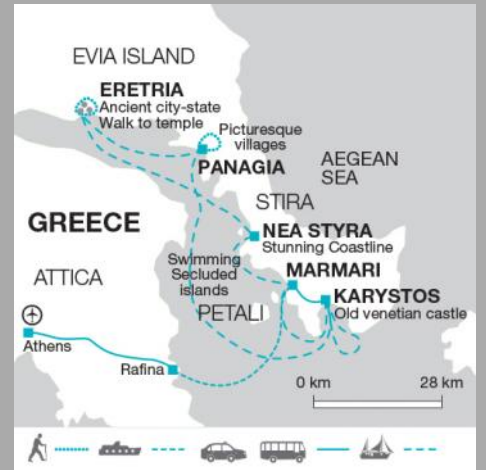 EVIA ISLAND
ERETRIA
Ancient city-state
Walk to temple
Picturesque
villages
PANAGIA
AEGEAN
SEA
STIRA
GREECE
NEA STYRA
Stunning Coastline
Swimming
Secluded
islands
MARMARI
ATTICA
KARYSTOS
Old venetian castle
PETALI
Athens
Rafina
0 km
28 km